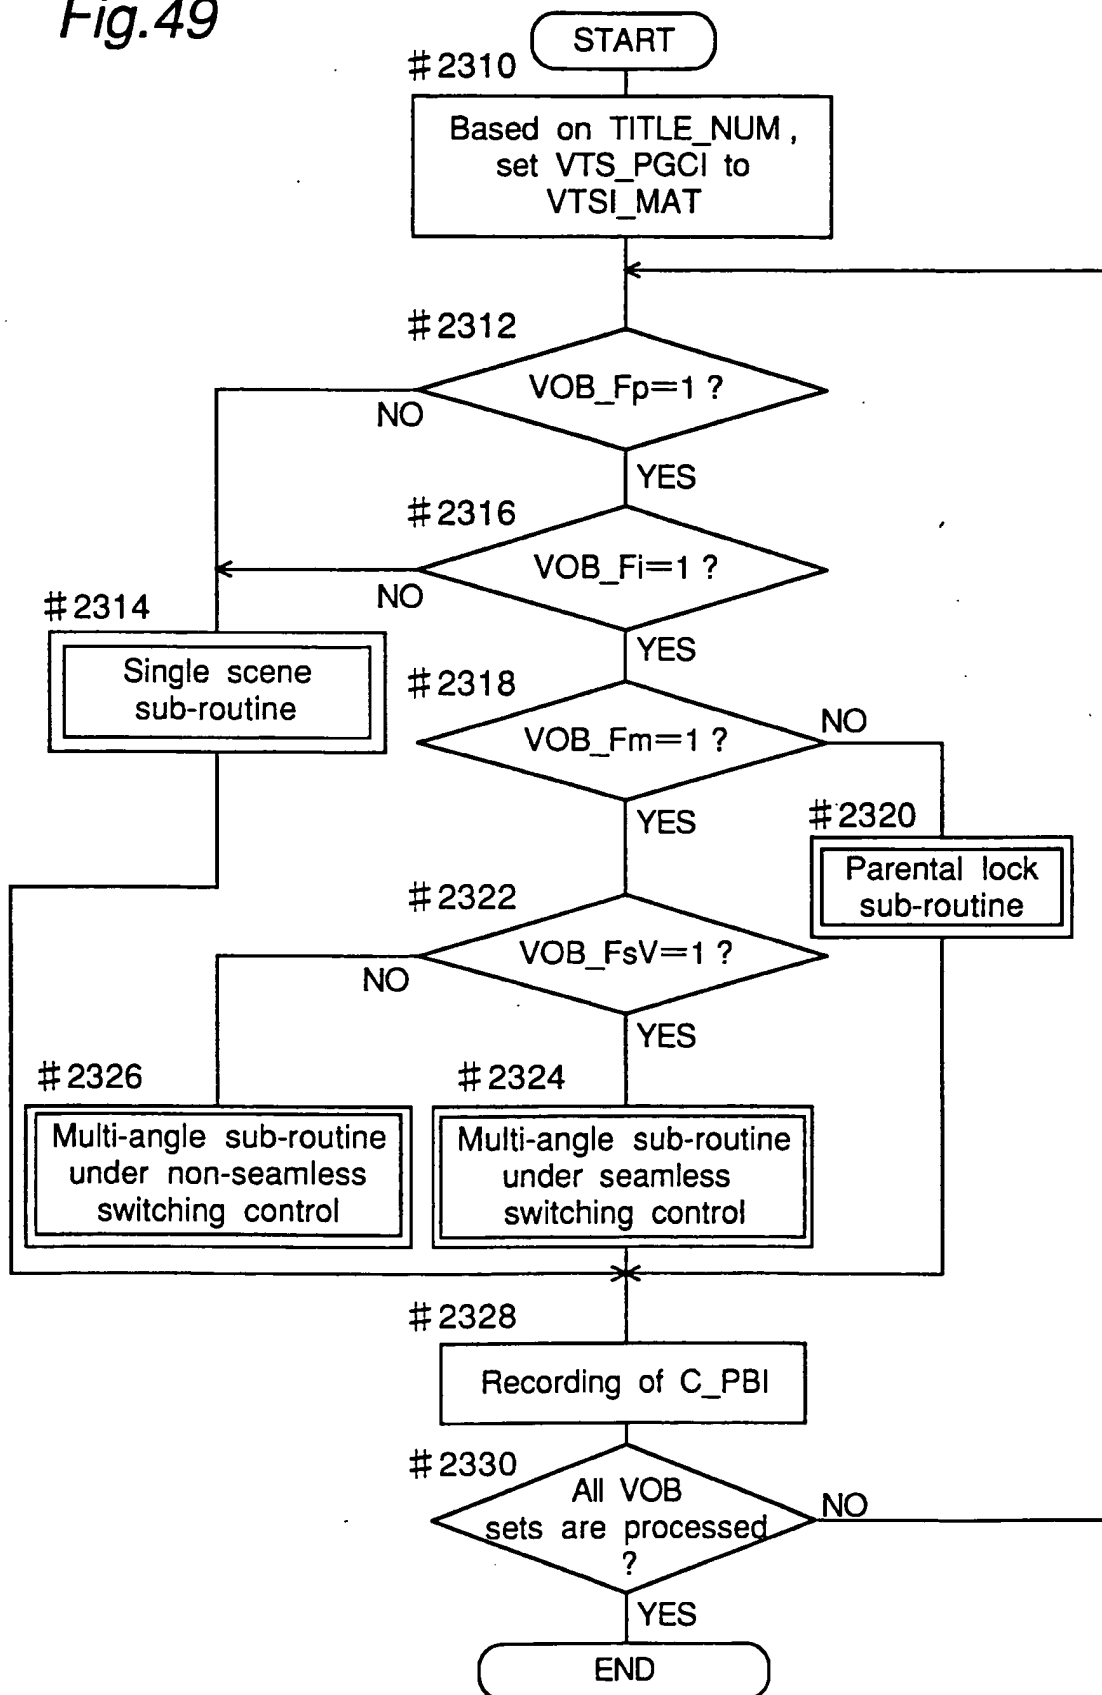 Fig.49
START
#2310
Based on TITLE_NUM,
set VTS_PGCI to
VTSI_MAT
#2312
VOB_Fp=1 ?
NO
YES
#2316
VOB_Fi=1 ?
NO
YES
#2314
Single scene
sub-routine
#2318
VOB_Fm=1 ?
NO
YES
#2320
Parental lock
sub-routine
#2322
VOB_FsV=1 ?
NO
YES
#2326
Multi-angle sub-routine
under non-seamless
switching control
#2324
Multi-angle sub-routine
under seamless
switching control
#2328
Recording of C_PBI
#2330
All VOB
sets are processed
?
NO
YES
END